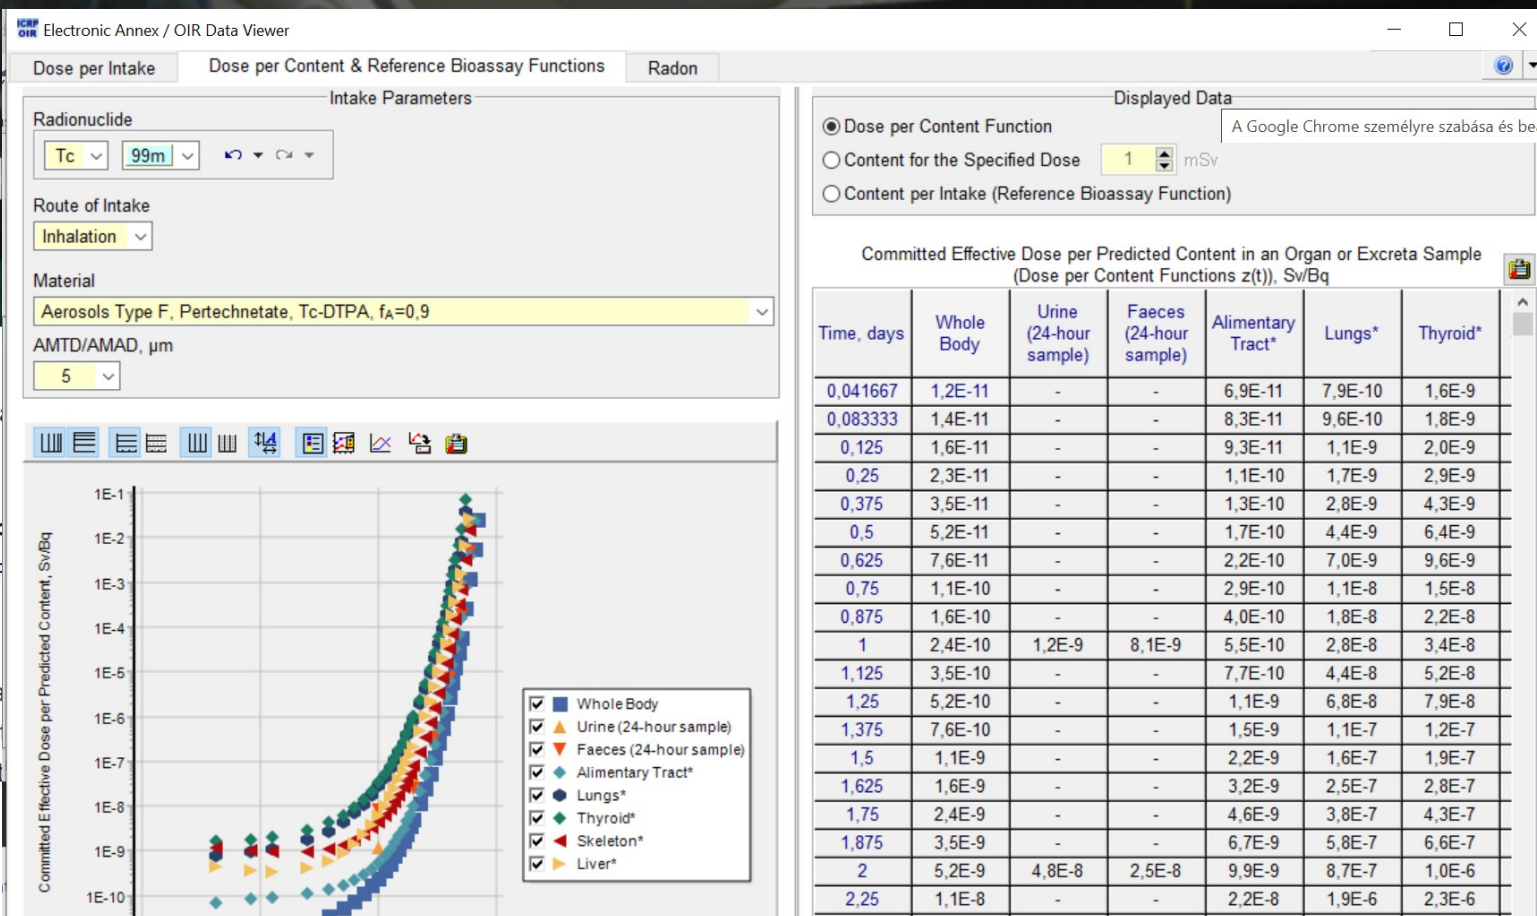 ICRP
OIR
Electronic Annex / OIR Data Viewer
Dose per Intake
Dose per Content & Reference Bioassay Functions
Radon
Intake Parameters
Radionuclide
Tc
99m
Route of Intake
Inhalation
Material
Aerosols Type F, Pertechnetate, Tc-DTPA, fA=0,9
AMTD/AMAD, µm
5
Displayed Data
Dose per Content Function
A Google Chrome személyre szabása és be
Content for the Specified Dose 1 mSv
Content per Intake (Reference Bioassay Function)
Committed Effective Dose per Predicted Content in an Organ or Excreta Sample
(Dose per Content Functions z(t)), Sv/Bq
Time, days
Whole
Body
Urine
(24-hour
sample)
Faeces
(24-hour
sample)
Alimentary
Tract*
Lungs*
Thyroid*
0,041667 1,2E-11 - - 6,9E-11 7,9E-10 1,6E-9
0,083333 1,4E-11 - - 8,3E-11 9,6E-10 1,8E-9
0,125 1,6E-11 - - 9,3E-11 1,1E-9 2,0E-9
0,25 2,3E-11 - - 1,1E-10 1,7E-9 2,9E-9
0,375 3,5E-11 - - 1,3E-10 2,8E-9 4,3E-9
0,5 5,2E-11 - - 1,7E-10 4,4E-9 6,4E-9
0,625 7,6E-11 - - 2,2E-10 7,0E-9 9,6E-9
0,75 1,1E-10 - - 2,9E-10 1,1E-8 1,5E-8
0,875 1,6E-10 - - 4,0E-10 1,8E-8 2,2E-8
1 2,4E-10 1,2E-9 8,1E-9 5,5E-10 2,8E-8 3,4E-8
1,125 3,5E-10 - - 7,7E-10 4,4E-8 5,2E-8
1,25 5,2E-10 - - 1,1E-9 6,8E-8 7,9E-8
1,375 7,6E-10 - - 1,5E-9 1,1E-7 1,2E-7
1,5 1,1E-9 - - 2,2E-9 1,6E-7 1,9E-7
1,625 1,6E-9 - - 3,2E-9 2,5E-7 2,8E-7
1,75 2,4E-9 - - 4,6E-9 3,8E-7 4,3E-7
1,875 3,5E-9 - - 6,7E-9 5,8E-7 6,6E-7
2 5,2E-9 4,8E-8 2,5E-8 9,9E-9 8,7E-7 1,0E-6
2,25 1,1E-8 - - 2,2E-8 1,9E-6 2,3E-6
Committed Effective Dose per Predicted Content, Sv/Bq
1E-1
1E-2
1E-3
1E-4
1E-5
1E-6
1E-7
1E-8
1E-9
1E-10
Whole Body
Urine (24-hour sample)
Faeces (24-hour sample)
Alimentary Tract*
Lungs*
Thyroid*
Skeleton*
Liver*